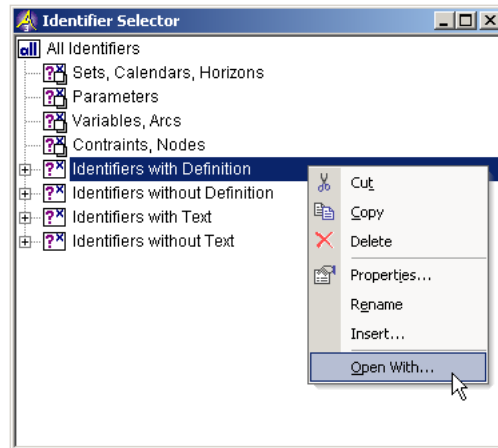 Identifier Selector
all All Identifiers
Sets, Calendars, Horizons
Parameters
Variables, Arcs
Contraints, Nodes
Identifiers with Definition
Identifiers without Definition
Identifiers with Text
Identifiers without Text
Cut
Copy
Delete
Properties...
Rename
Insert...
Open With...